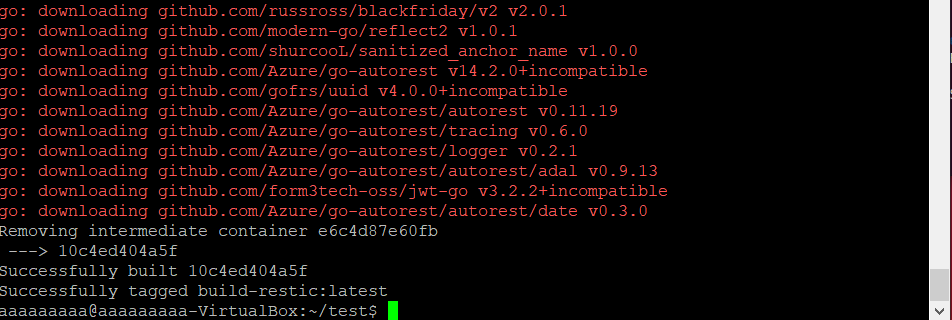 go: downloading github.com/russross/blackfriday/v2 v2.0.1
go: downloading github.com/modern-go/reflect2 v1.0.1
go: downloading github.com/shurcooL/sanitized_anchor_name v1.0.0
go: downloading github.com/Azure/go-autorest v14.2.0+incompatible
go: downloading github.com/gofrs/uuid v4.0.0+incompatible
go: downloading github.com/Azure/go-autorest/autorest v0.11.19
go: downloading github.com/Azure/go-autorest/tracing v0.6.0
go: downloading github.com/Azure/go-autorest/logger v0.2.1
go: downloading github.com/Azure/go-autorest/autorest/adal v0.9.13
go: downloading github.com/form3tech-oss/jwt-go v3.2.2+incompatible
go: downloading github.com/Azure/go-autorest/autorest/date v0.3.0
Removing intermediate container e6c4d87e60fb
 ---> 10c4ed404a5f
Successfully built 10c4ed404a5f
Successfully tagged build-restic:latest
aaaaaaaaa@aaaaaaaaa-VirtualBox:~/test$